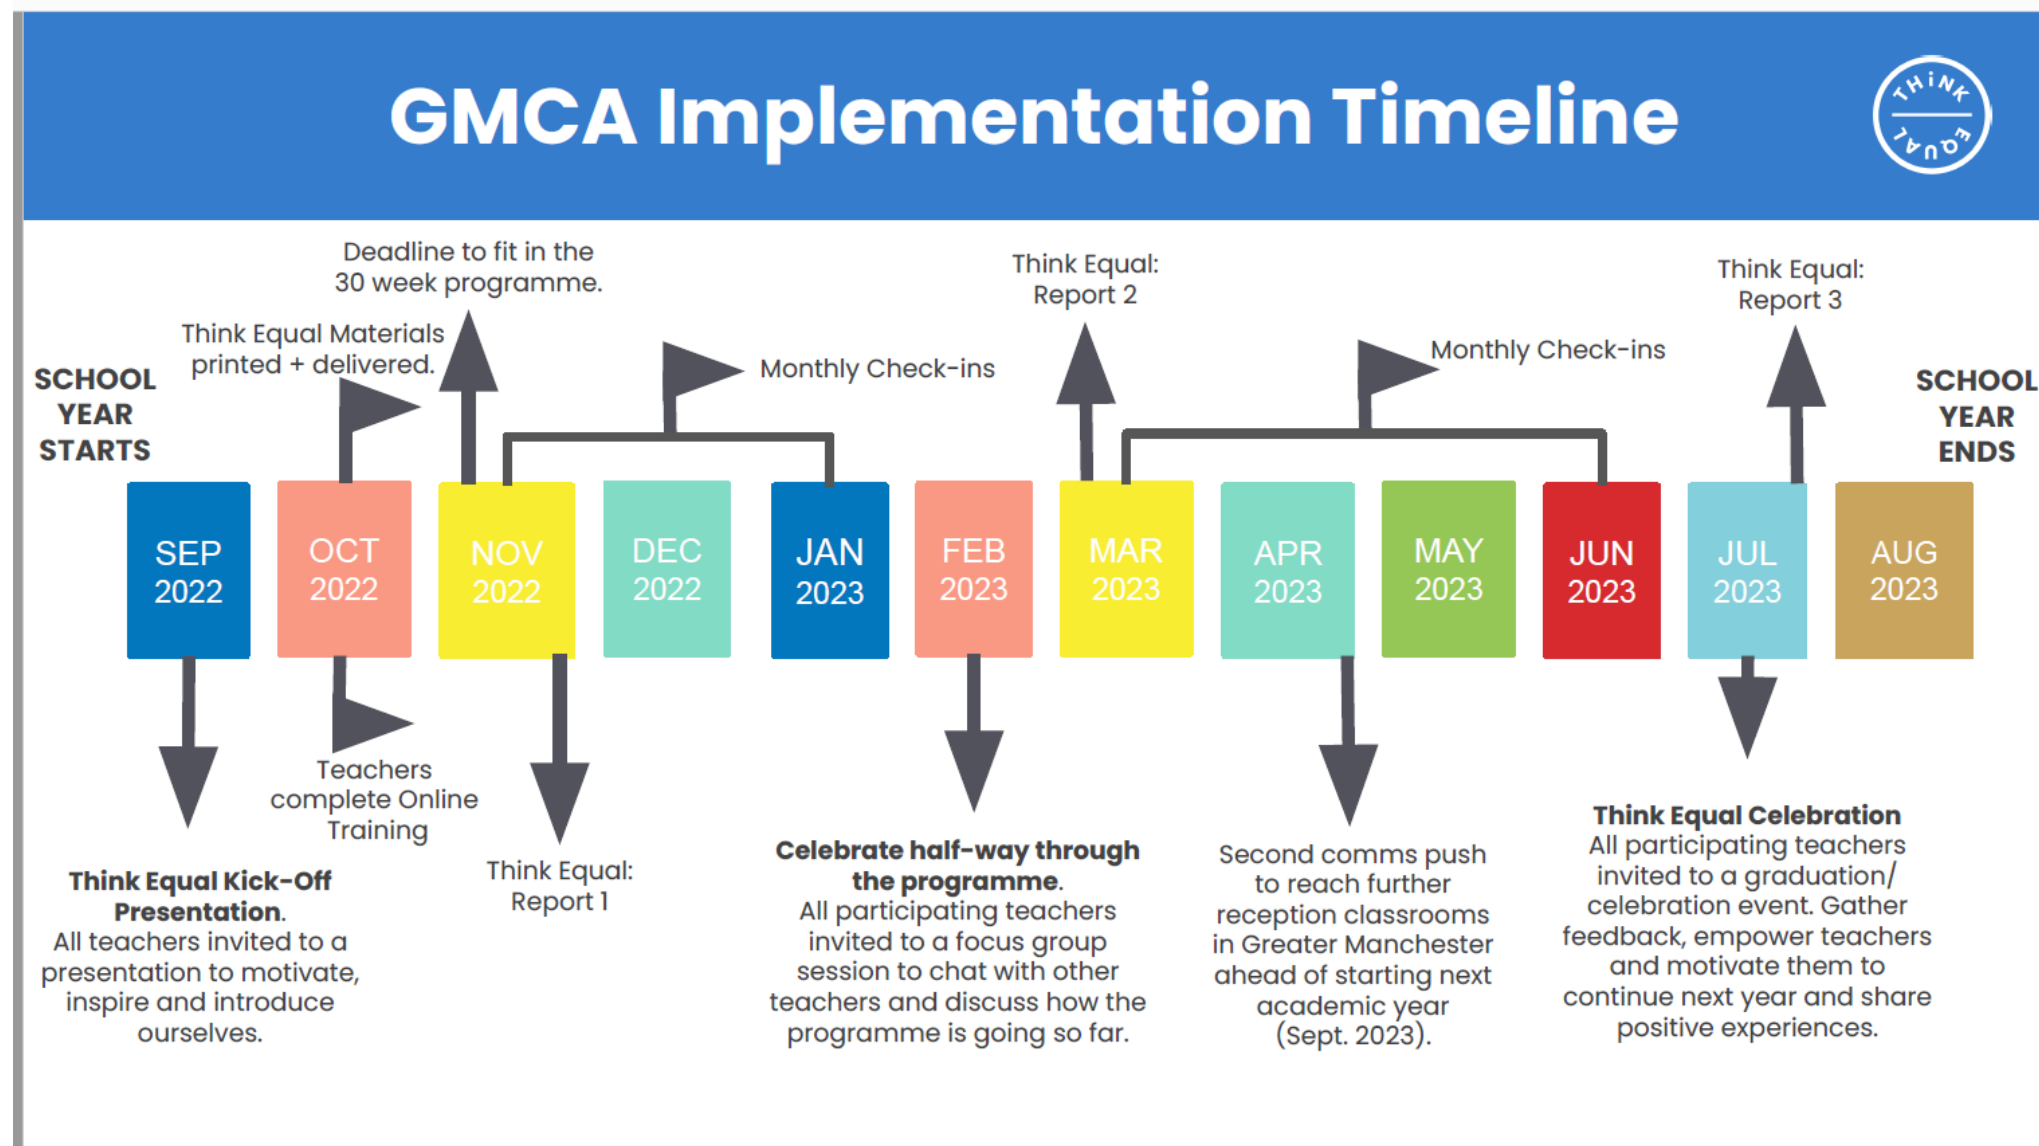 GMCA Implementation Timeline
THiNK
EQUAL
Deadline to fit in the
30 week programme.
Think Equal Materials
printed + delivered.
Monthly Check-ins
Think Equal:
Report 2
Monthly Check-ins
Think Equal:
Report 3
SCHOOL
YEAR
STARTS
SCHOOL
YEAR
ENDS
SEP
2022
OCT
2022
NOV
2022
DEC
2022
JAN
2023
FEB
2023
MAR
2023
APR
2023
MAY
2023
JUN
2023
JUL
2023
AUG
2023
Think Equal Kick-Off
Presentation.
All teachers invited to a
presentation to motivate,
inspire and introduce
ourselves.
Teachers
complete Online
Training
Think Equal:
Report 1
Celebrate half-way through
the programme.
All participating teachers
invited to a focus group
session to chat with other
teachers and discuss how the
programme is going so far.
Second comms push
to reach further
reception classrooms
in Greater Manchester
ahead of starting next
academic year
(Sept. 2023).
Think Equal Celebration
All participating teachers
invited to a graduation/
celebration event. Gather
feedback, empower teachers
and motivate them to
continue next year and share
positive experiences.